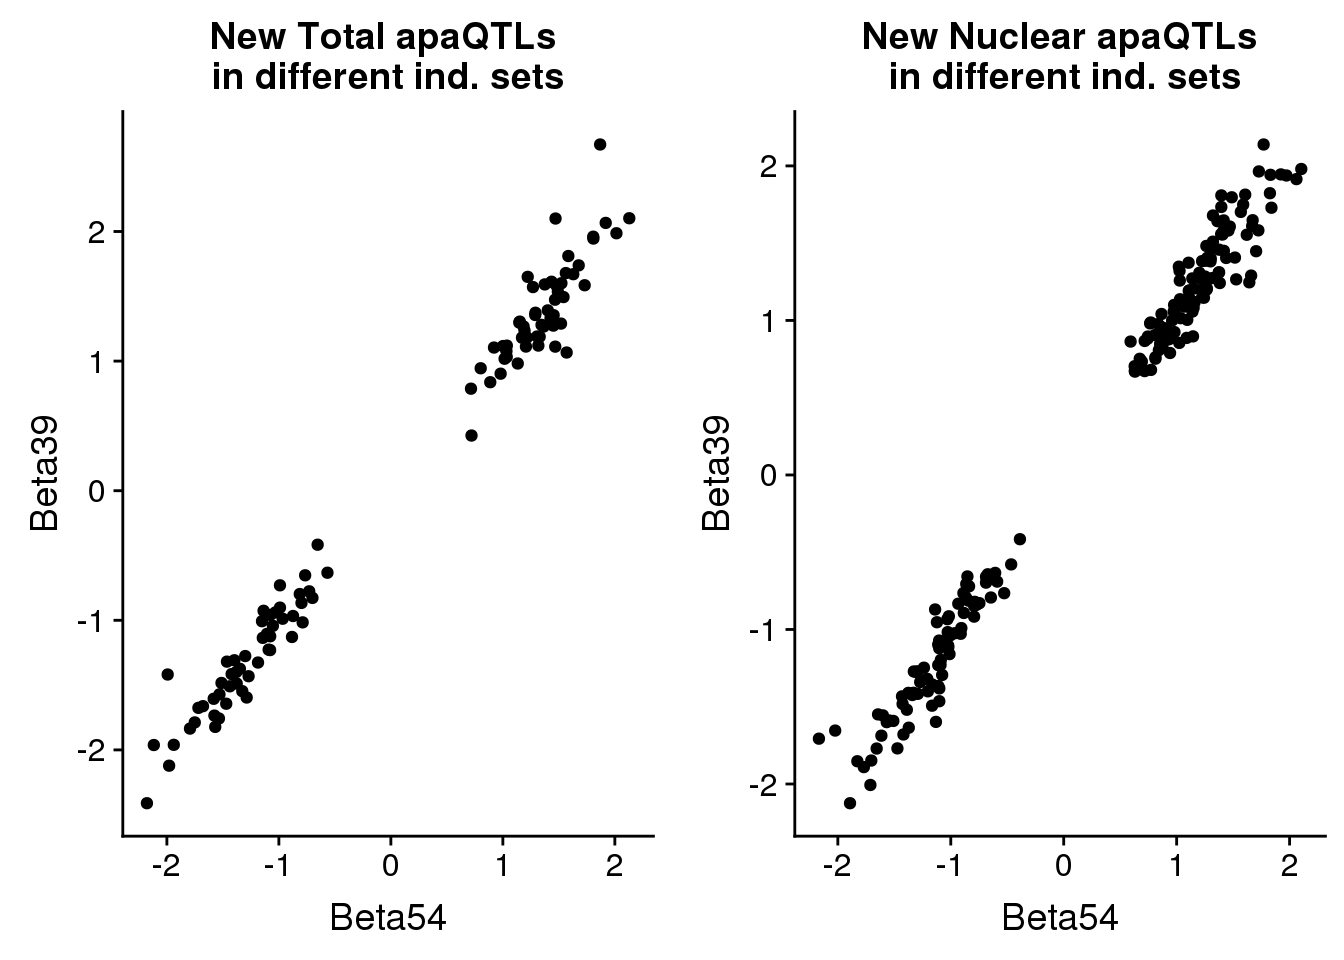 New Total apaQTLs
in different ind. sets
2
1
0
-1
-2
Beta39
-2
-1
0
1
2
Beta54
New Nuclear apaQTLs
in different ind. sets
2
1
0
-1
-2
Beta39
-2
-1
0
1
2
Beta54